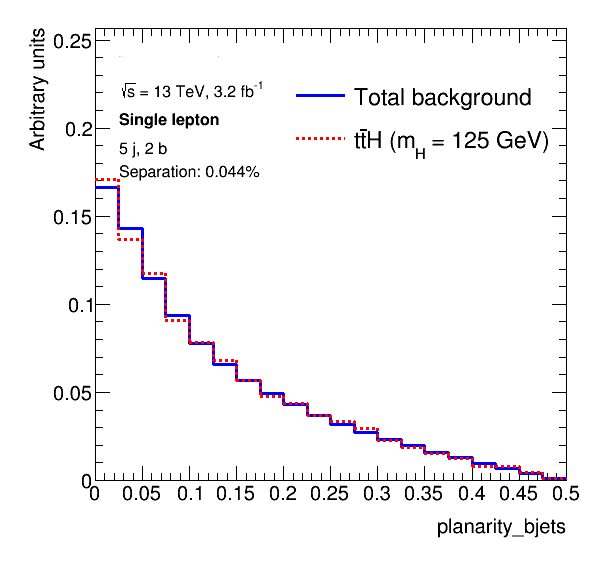 Arbitrary units
0.25
0.2
0.15
0.1
0.05
0
√s = 13 TeV, 3.2 fb⁻¹
Single lepton
5 j, 2 b
Separation: 0.044%
Total background
tt̄H (m_H = 125 GeV)
0 0.05 0.1 0.15 0.2 0.25 0.3 0.35 0.4 0.45 0.5
planarity_bjets